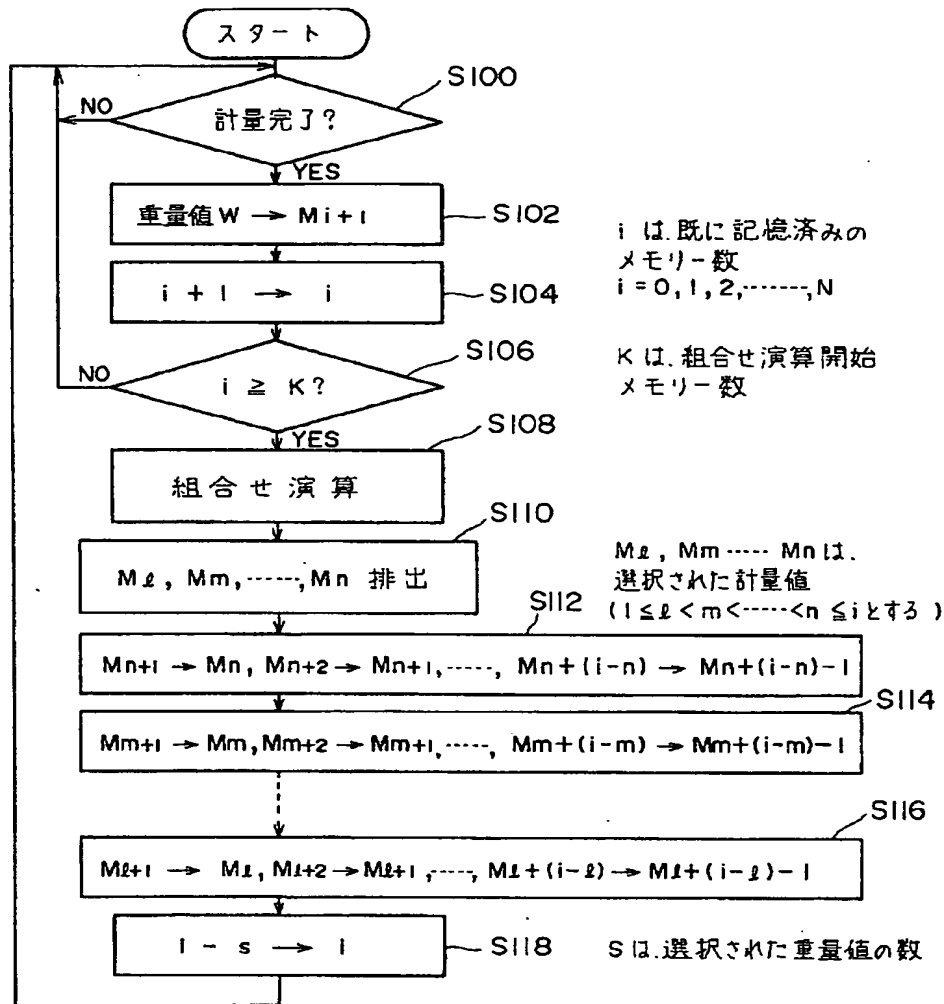 スタート
S100
NO
計量完了?
YES
重量値W → Mi+1
S102
i は、既に記憶済みの
メモリー数
i = 0, 1, 2, ‥‥‥, N
i + 1 → i
S104
S106
K は、組合せ演算開始
メモリー数
NO
i ≧ K?
YES
S108
組合せ演算
S110
Mℓ, Mm, ‥‥‥, Mn 排出
Mℓ, Mm ‥‥‥ Mn は、
選択された計量値
(1≦ℓ<m<‥‥‥<n≦iとする)
S112
Mn+1 → Mn, Mn+2 → Mn+1, ‥‥‥, Mn+(i-n) → Mn+(i-n)-1
S114
Mm+1 → Mm, Mm+2 → Mm+1, ‥‥‥, Mm+(i-m) → Mm+(i-m)-1
S116
Mℓ+1 → Mℓ, Mℓ+2 → Mℓ+1, ‥‥‥, Mℓ+(i-ℓ) → Mℓ+(i-ℓ)-1
I - s → I
S118
Sは、選択された重量値の数